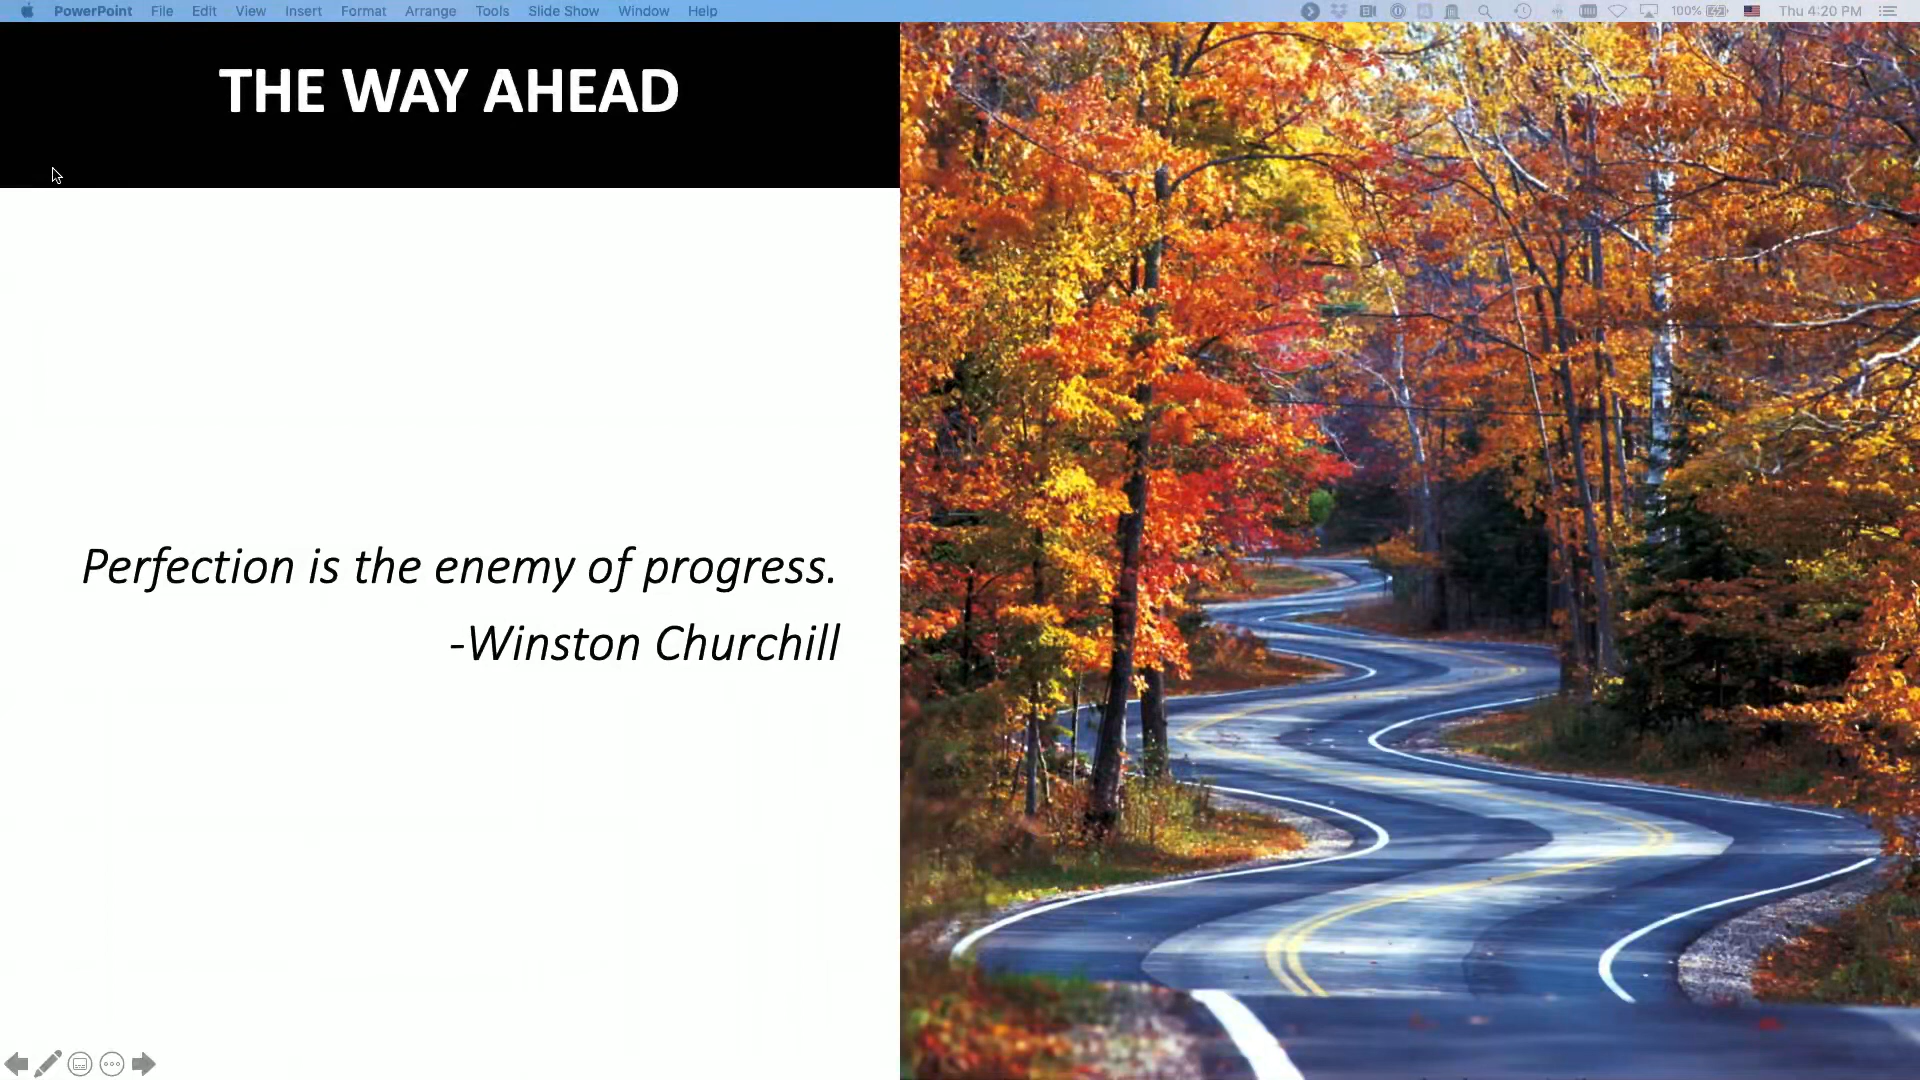 PowerPoint File Edit View Insert Format Arrange Tools Slide Show Window Help 100% Thu 4:20 PM
THE WAY AHEAD
Perfection is the enemy of progress.
-Winston Churchill